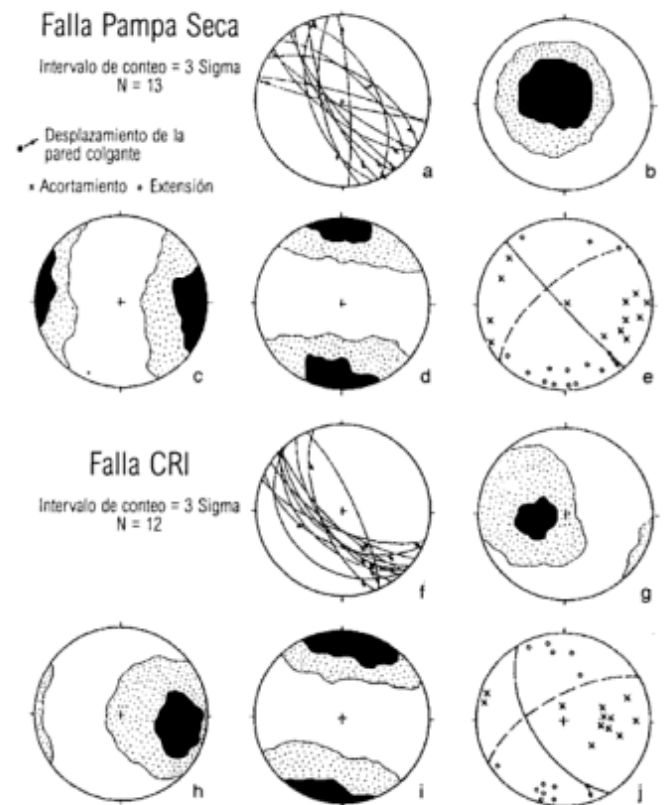 Falla Pampa Seca
Intervalo de conteo = 3 Sigma
N = 13
Desplazamiento de la
pared colgante
x Acortamiento • Extensión
a
b
c
d
e
Falla CRI
Intervalo de conteo = 3 Sigma
N = 12
f
g
h
i
j